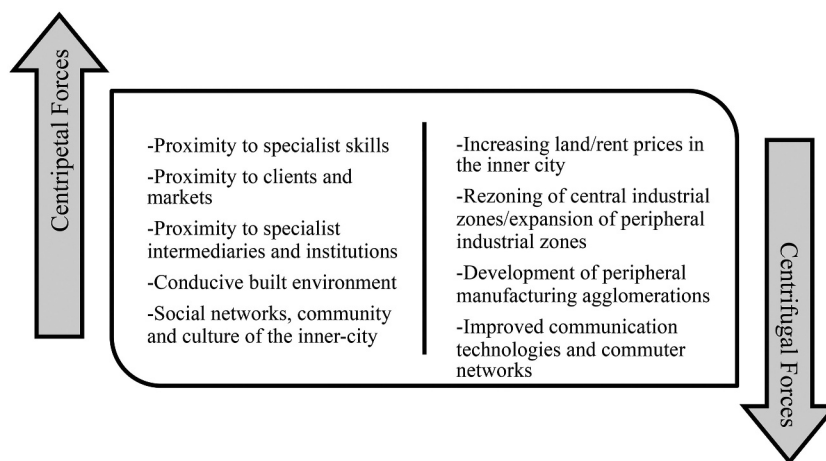 Centripetal Forces
-Proximity to specialist skills
-Proximity to clients and
markets
-Proximity to specialist
intermediaries and institutions
-Conducive built environment
-Social networks, community
and culture of the inner-city
-Increasing land/rent prices in
the inner city
-Rezoning of central industrial
zones/expansion of peripheral
industrial zones
-Development of peripheral
manufacturing agglomerations
-Improved communication
technologies and commuter
networks
Centrifugal Forces